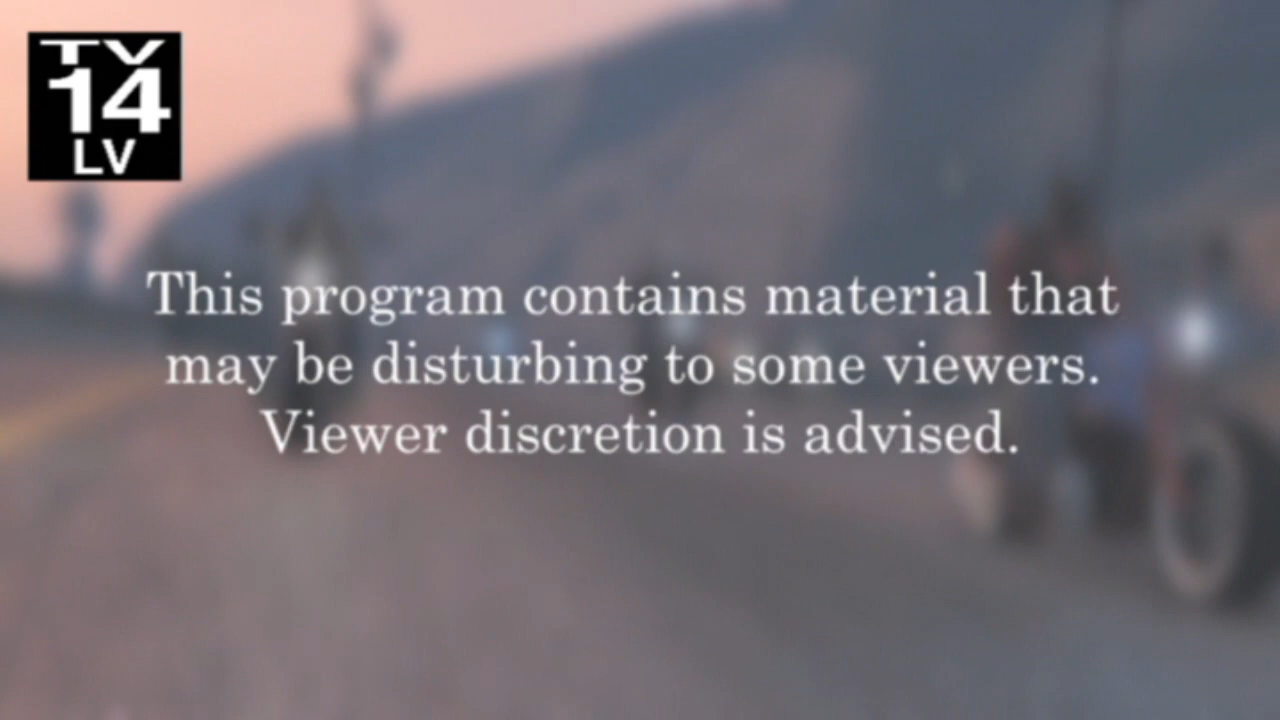 TV
14
LV
This program contains material that
may be disturbing to some viewers.
Viewer discretion is advised.